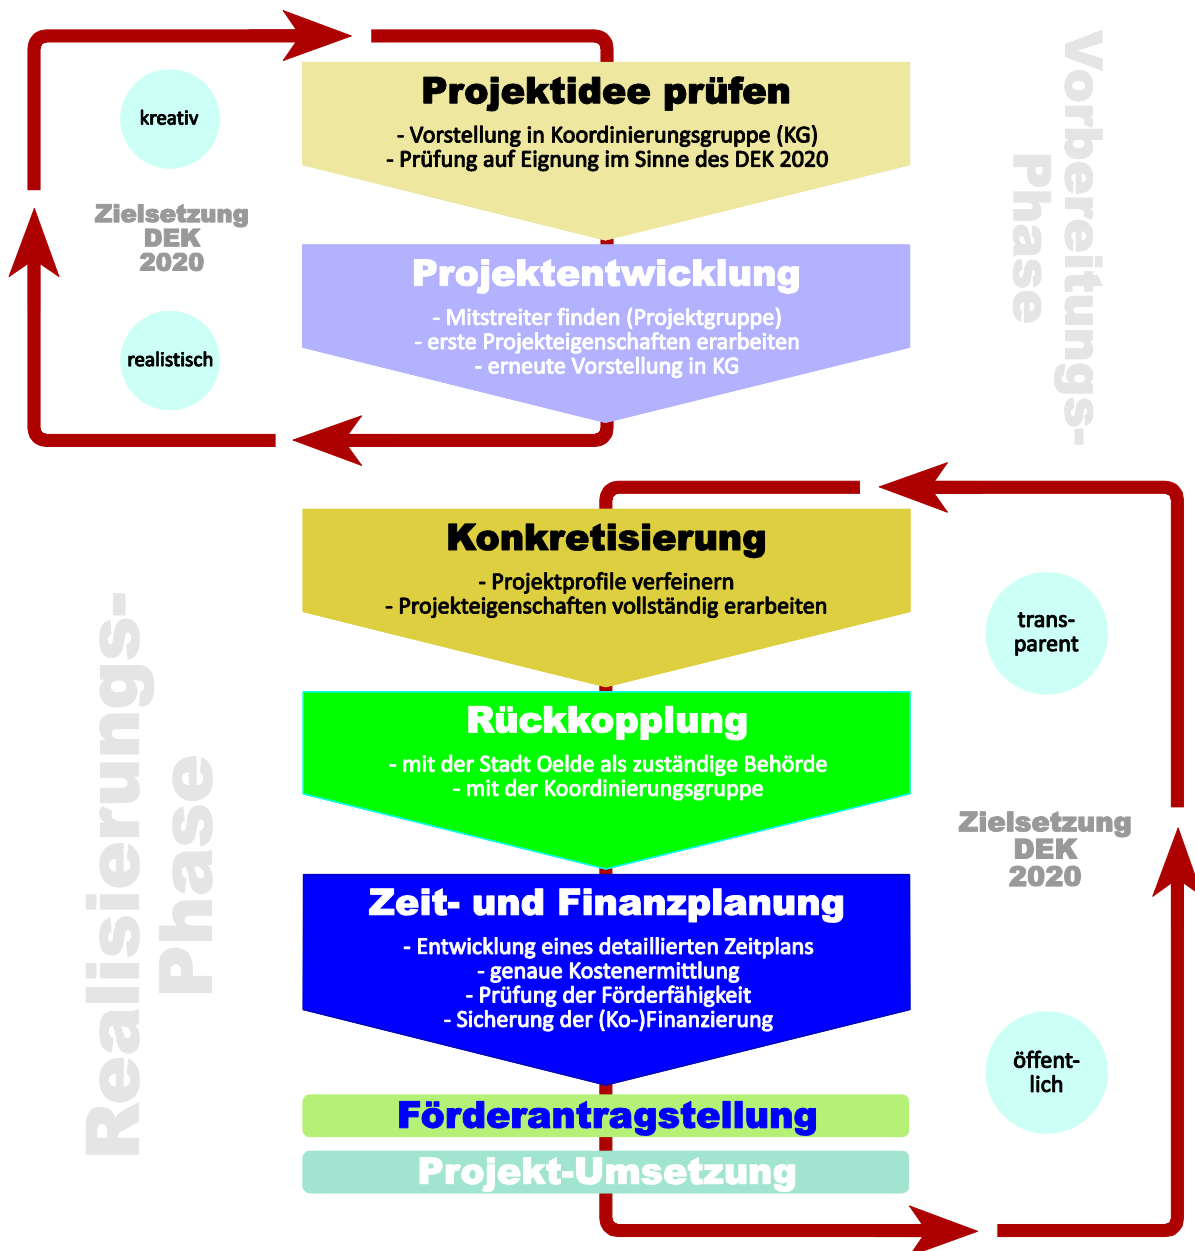 Projektidee prüfen
- Vorstellung in Koordinierungsgruppe (KG)
- Prüfung auf Eignung im Sinne des DEK 2020
kreativ
Zielsetzung
DEK
2020
realistisch
Vorbereitungs-
Phase
Projektentwicklung
- Mitstreiter finden (Projektgruppe)
- erste Projekteigenschaften erarbeiten
- erneute Vorstellung in KG
Realisierungs-
Phase
Konkretisierung
- Projektprofile verfeinern
- Projekteigenschaften vollständig erarbeiten
Rückkopplung
- mit der Stadt Oelde als zuständige Behörde
- mit der Koordinierungsgruppe
Zeit- und Finanzplanung
- Entwicklung eines detaillierten Zeitplans
- genaue Kostenermittlung
- Prüfung der Förderfähigkeit
- Sicherung der (Ko-)Finanzierung
Förderantragstellung
Projekt-Umsetzung
trans-
parent
Zielsetzung
DEK
2020
öffent-
lich